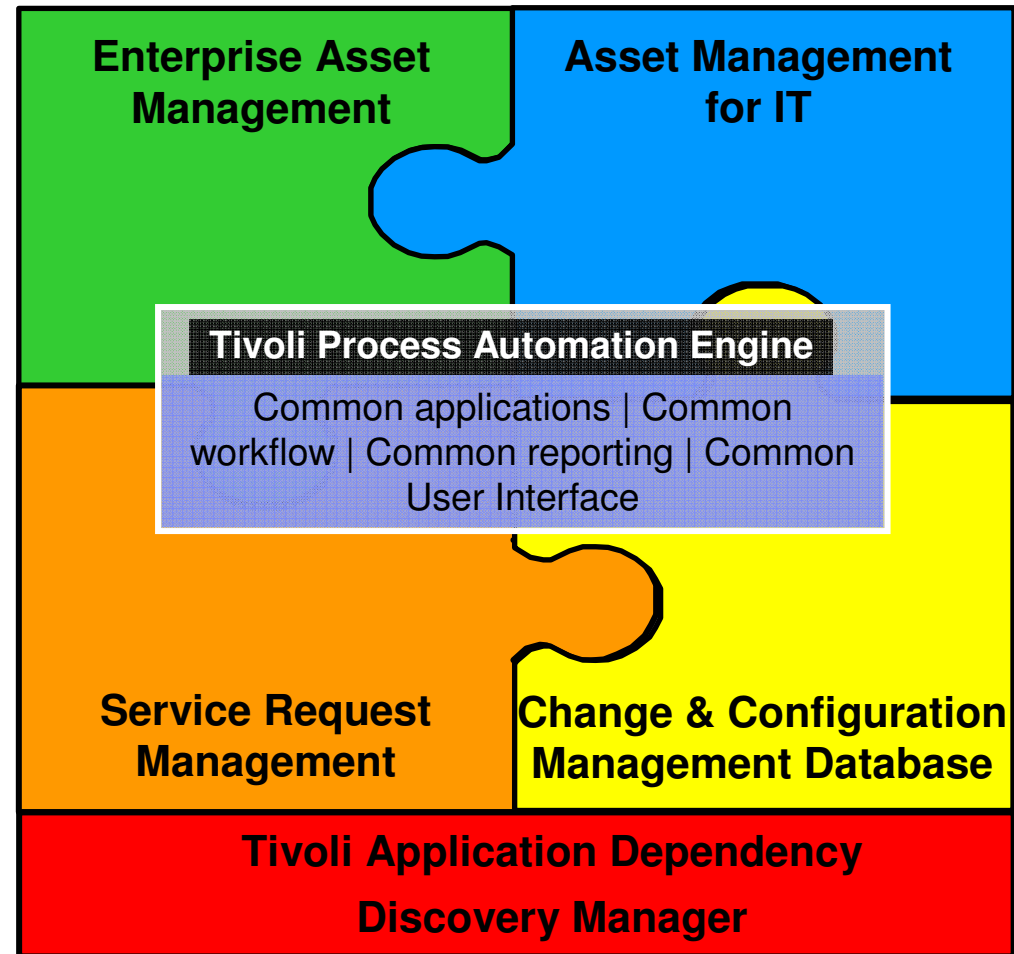 Enterprise Asset
Management
Asset Management
for IT
Tivoli Process Automation Engine
Common applications | Common
workflow | Common reporting | Common
User Interface
Service Request
Management
Change & Configuration
Management Database
Tivoli Application Dependency
Discovery Manager